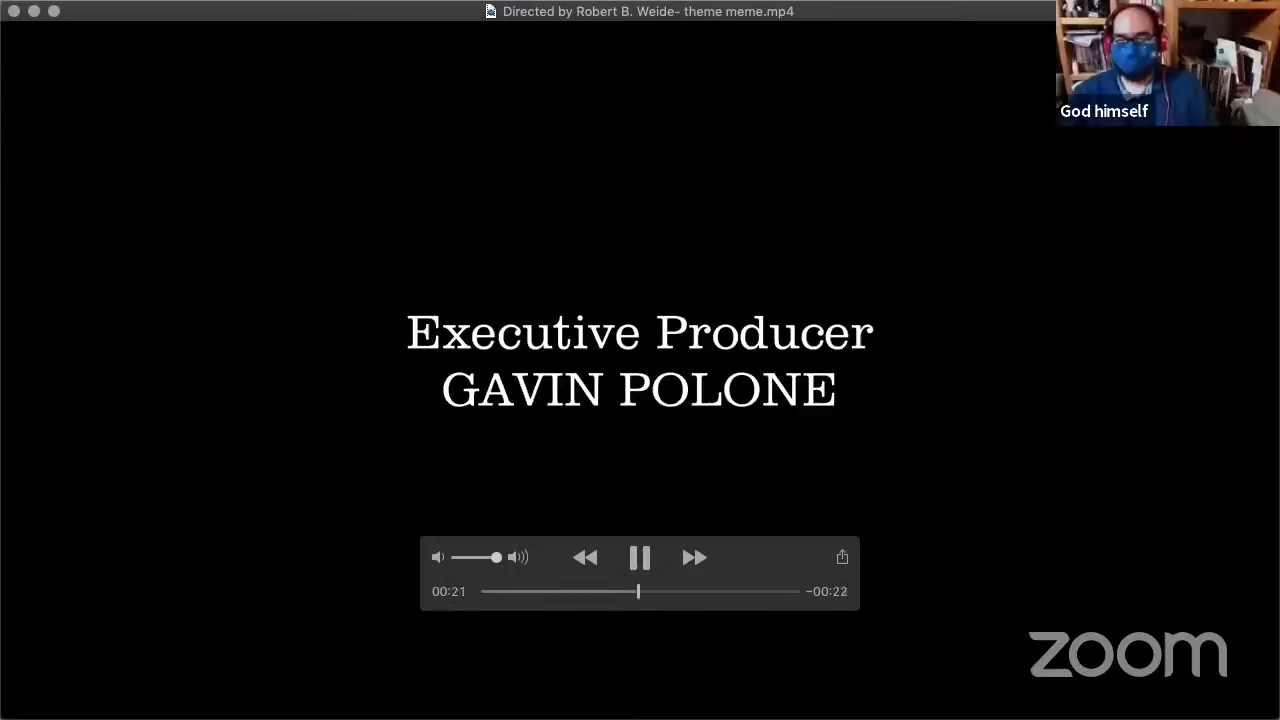 Directed by Robert B. Weide- theme meme.mp4
God himself
Executive Producer
GAVIN POLONE
00:21
-00:22
zoom